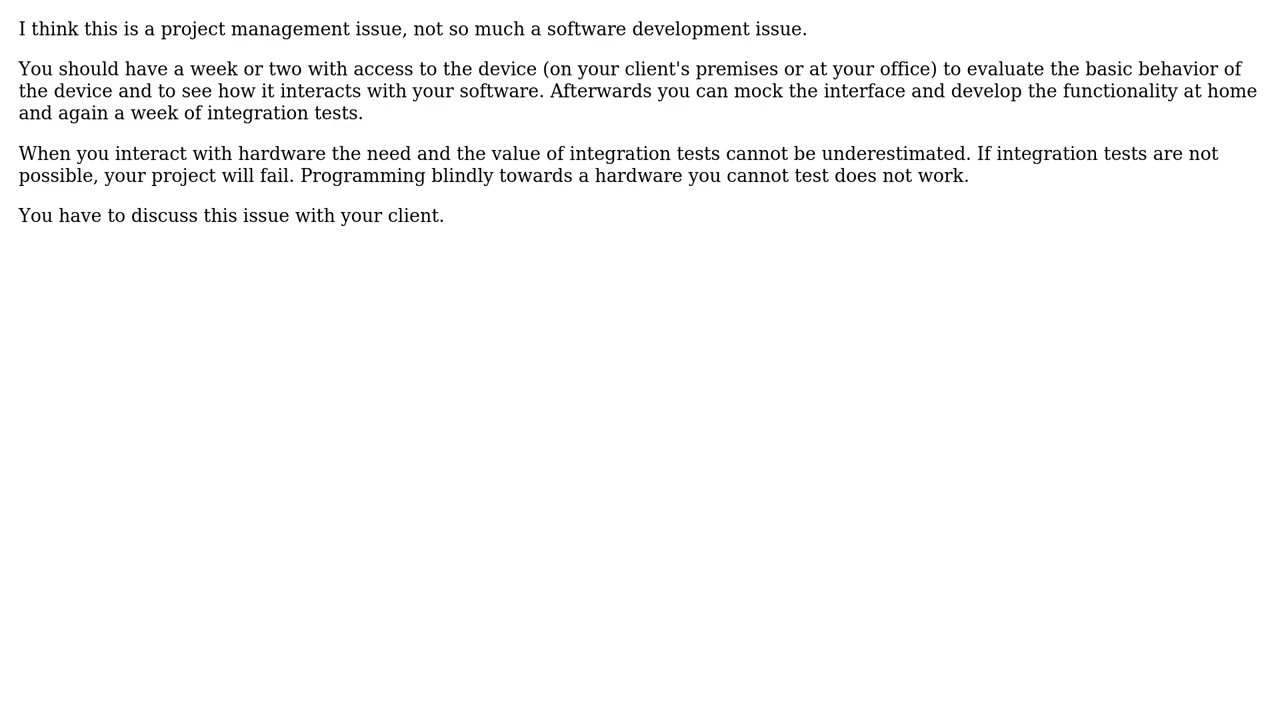 I think this is a project management issue, not so much a software development issue.
You should have a week or two with access to the device (on your client's premises or at your office) to evaluate the basic behavior of
the device and to see how it interacts with your software. Afterwards you can mock the interface and develop the functionality at home
and again a week of integration tests.
When you interact with hardware the need and the value of integration tests cannot be underestimated. If integration tests are not
possible, your project will fail. Programming blindly towards a hardware you cannot test does not work.
You have to discuss this issue with your client.